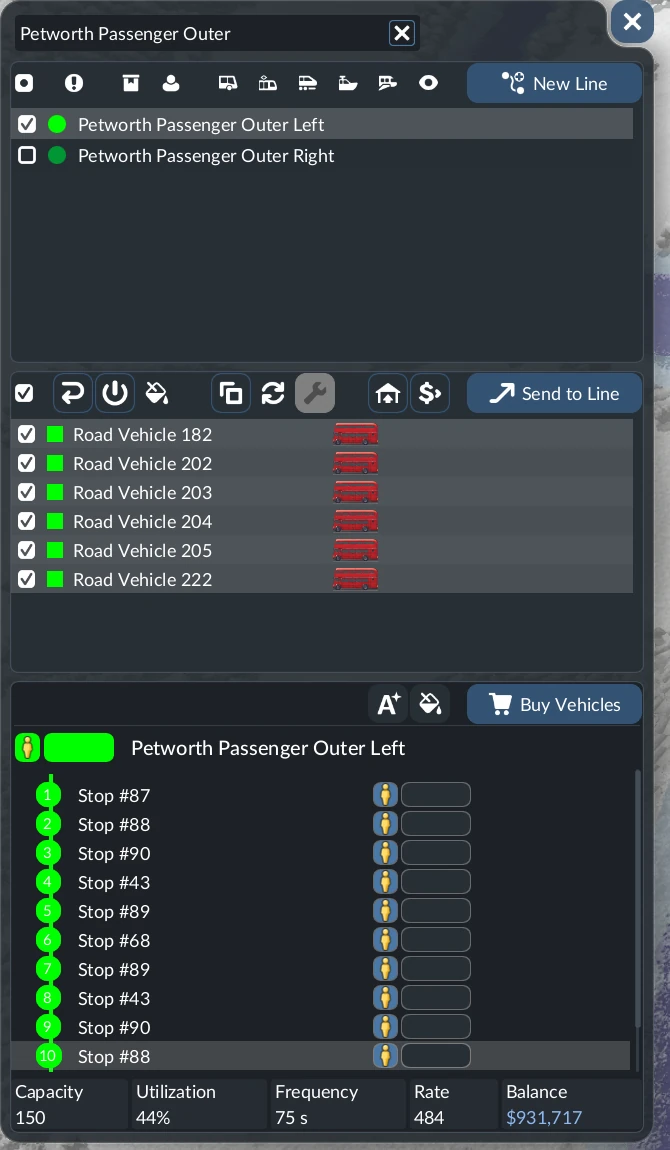 Petworth Passenger Outer
New Line
Petworth Passenger Outer Left
Petworth Passenger Outer Right
Send to Line
Road Vehicle 182
Road Vehicle 202
Road Vehicle 203
Road Vehicle 204
Road Vehicle 205
Road Vehicle 222
A+ Buy Vehicles
Petworth Passenger Outer Left
1 Stop #87
2 Stop #88
3 Stop #90
4 Stop #43
5 Stop #89
6 Stop #68
7 Stop #89
8 Stop #43
9 Stop #90
10 Stop #88
Capacity Utilization Frequency Rate Balance
150 44% 75 s 484 $931,717